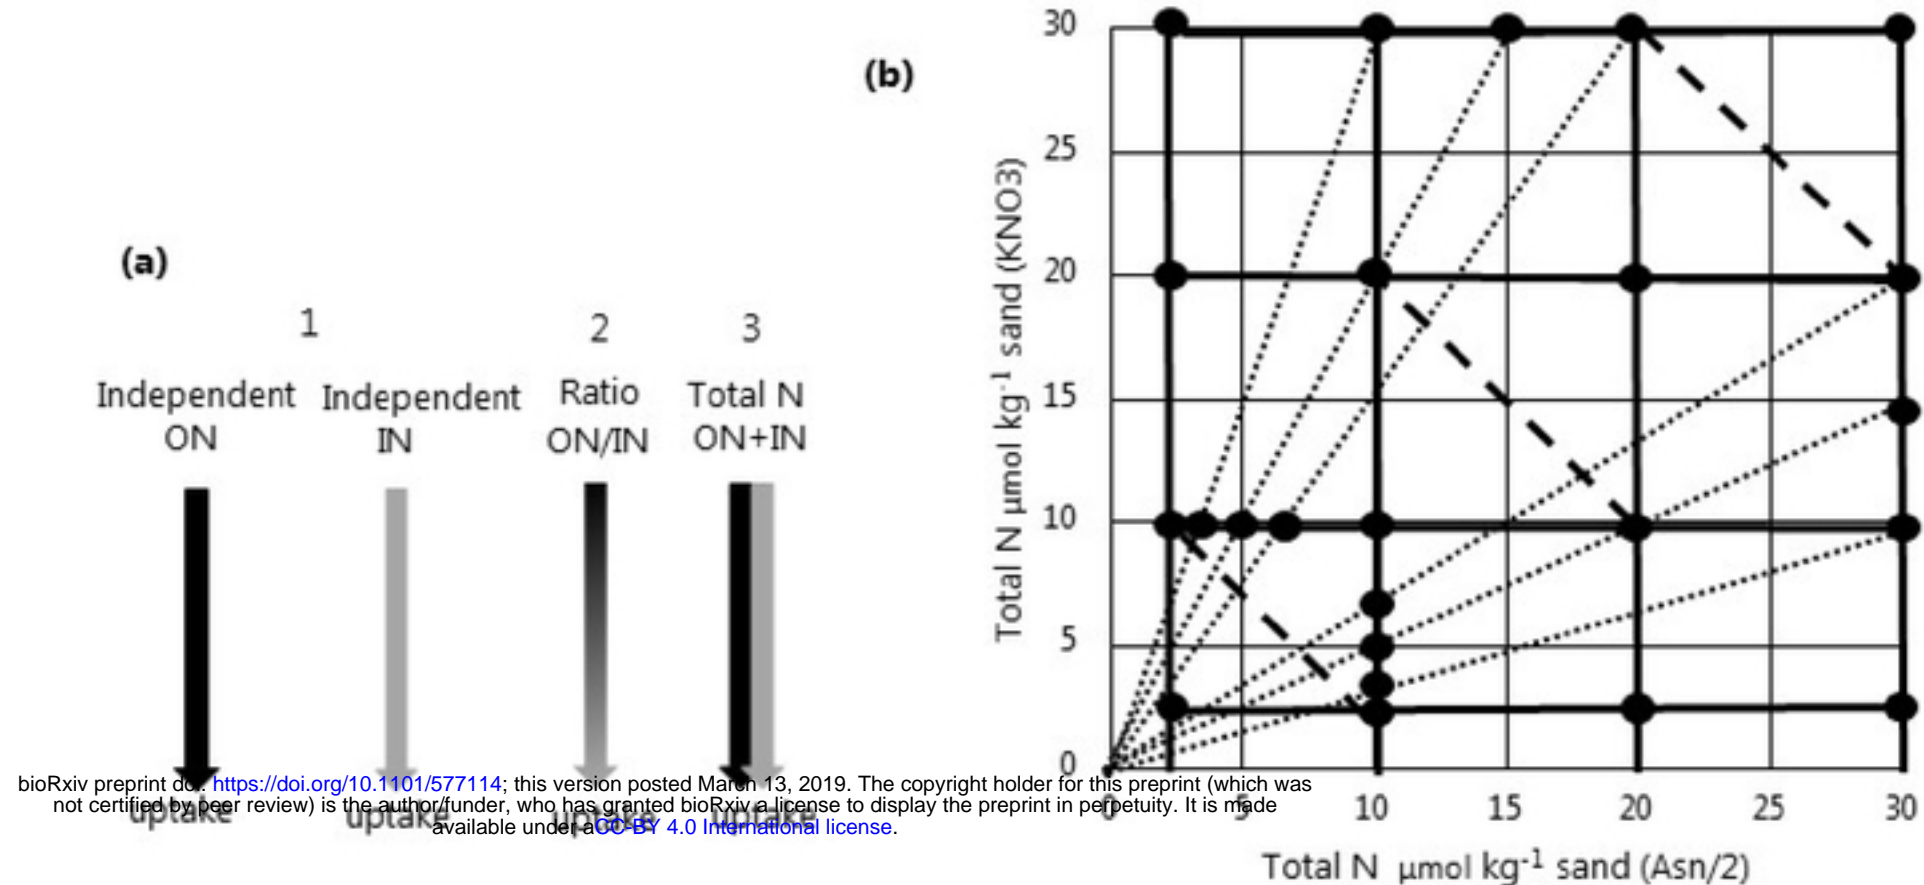 (a)
1
2
3
Independent ON
Independent IN
Ratio ON/IN
Total N ON+IN
uptake
uptake
uptake
uptake
(b)
Total N µmol kg-1 sand (KNO3)
30
25
20
15
10
5
0
0 5 10 15 20 25 30
Total N µmol kg-1 sand (Asn/2)
bioRxiv preprint doi: https://doi.org/10.1101/577114; this version posted March 13, 2019. The copyright holder for this preprint (which was
not certified by peer review) is the author/funder, who has granted bioRxiv a license to display the preprint in perpetuity. It is made
available under aCC-BY 4.0 International license.